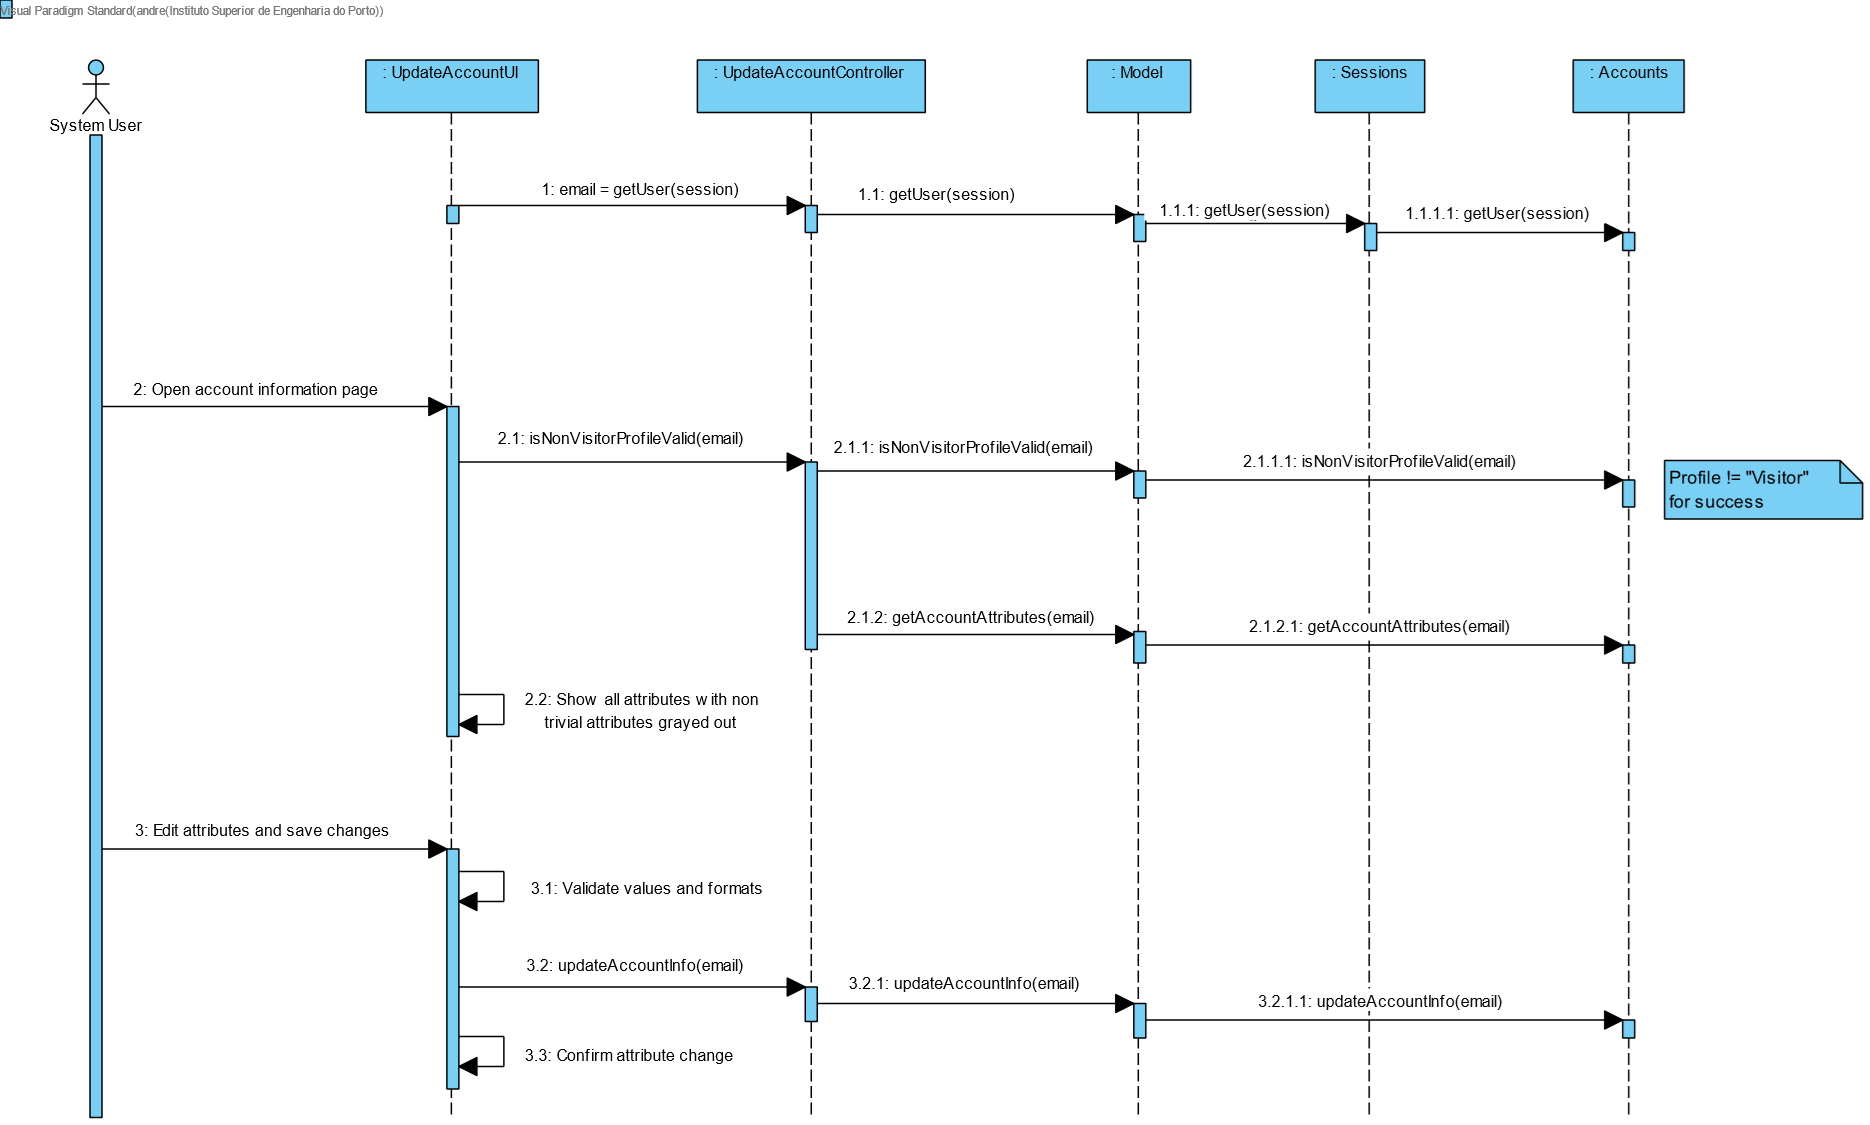 Visual Paradigm Standard(andre(Instituto Superior de Engenharia do Porto))
System User
: UpdateAccountUI
: UpdateAccountController
: Model
: Sessions
: Accounts
1: email = getUser(session)
1.1: getUser(session)
1.1.1: getUser(session)
1.1.1.1: getUser(session)
2: Open account information page
2.1: isNonVisitorProfileValid(email)
2.1.1: isNonVisitorProfileValid(email)
2.1.1.1: isNonVisitorProfileValid(email)
Profile != "Visitor"
for success
2.1.2: getAccountAttributes(email)
2.1.2.1: getAccountAttributes(email)
2.2: Show all attributes with non
trivial attributes grayed out
3: Edit attributes and save changes
3.1: Validate values and formats
3.2: updateAccountInfo(email)
3.2.1: updateAccountInfo(email)
3.2.1.1: updateAccountInfo(email)
3.3: Confirm attribute change